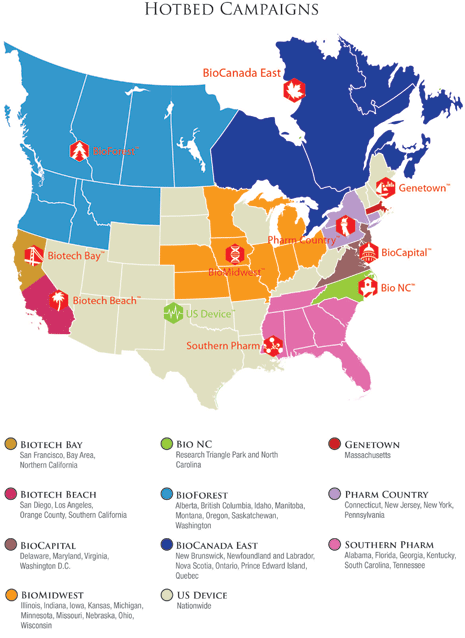 HOTBED CAMPAIGNS
BioCanada East
BioForest™
Genetown™
Pharm Country™
Biotech Bay™
BioCapital™
BioMidwest™
Bio NC™
Biotech Beach™
US Device™
Southern Pharm
BIOTECH BAY
San Francisco, Bay Area,
Northern California
BIO NC
Research Triangle Park and North
Carolina
GENETOWN
Massachusetts
BIOTECH BEACH
San Diego, Los Angeles,
Orange County, Southern California
BIOFOREST
Alberta, British Columbia, Idaho, Manitoba,
Montana, Oregon, Saskatchewan,
Washington
PHARM COUNTRY
Connecticut, New Jersey, New York,
Pennsylvania
BIOCAPITAL
Delaware, Maryland, Virginia,
Washington D.C.
BIOCANADA EAST
New Brunswick, Newfoundland and Labrador,
Nova Scotia, Ontario, Prince Edward Island,
Quebec
SOUTHERN PHARM
Alabama, Florida, Georgia, Kentucky,
South Carolina, Tennessee
BIOMIDWEST
Illinois, Indiana, Iowa, Kansas, Michigan,
Minnesota, Missouri, Nebraska, Ohio,
Wisconsin
US DEVICE
Nationwide